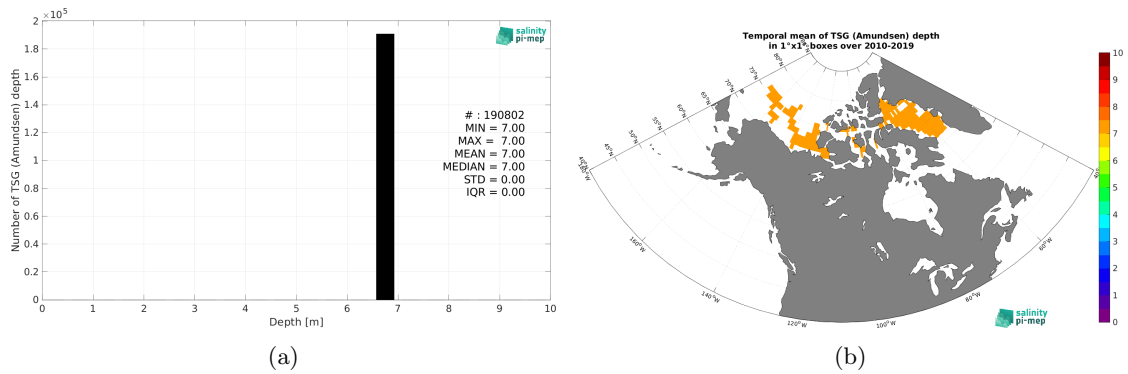 ×10⁵
2
1.8
1.6
1.4
1.2
1
0.8
0.6
0.4
0.2
0
Number of TSG (Amundsen) depth
salinity
pi-mep
# : 190802
MIN = 7.00
MAX = 7.00
MEAN = 7.00
MEDIAN = 7.00
STD = 0.00
IQR = 0.00
0 1 2 3 4 5 6 7 8 9 10
Depth [m]
(a)
Temporal mean of TSG (Amundsen) depth
in 1°x1° boxes over 2010-2019
75°N
70°N
65°N
60°N
55°N
50°N
45°N
40°N
180°W
160°W
140°W
120°W
100°W
80°W
60°W
10
9
8
7
6
5
4
3
2
1
0
salinity
pi-mep
(b)